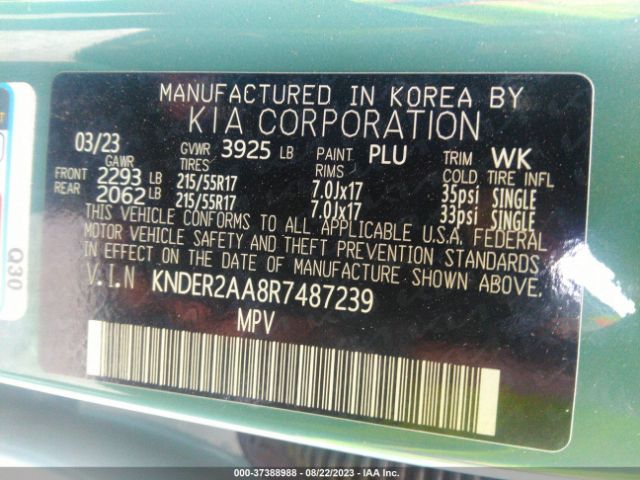 MANUFACTURED IN KOREA BY
KIA CORPORATION
03/23 GVWR 3925 LB PAINT PLU TRIM WK
GAWR TIRES RIMS COLD TIRE INFL
FRONT 2293 LB 215/55R17 7.0Jx17 35psi SINGLE
REAR 2062 LB 215/55R17 7.0Jx17 33psi SINGLE
THIS VEHICLE CONFORMS TO ALL APPLICABLE U.S.A. FEDERAL
MOTOR VEHICLE SAFETY AND THEFT PREVENTION STANDARDS
IN EFFECT ON THE DATE OF MANUFACTURE SHOWN ABOVE.
V.I.N KNDER2AA8R7487239
MPV
Q30
000-37388988 - 08/22/2023 - IAA Inc.